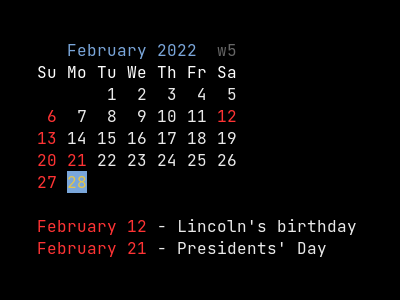 February 2022  w5
Su Mo Tu We Th Fr Sa
       1  2  3  4  5
 6  7  8  9 10 11 12
13 14 15 16 17 18 19
20 21 22 23 24 25 26
27 28
February 12 - Lincoln's birthday
February 21 - Presidents' Day